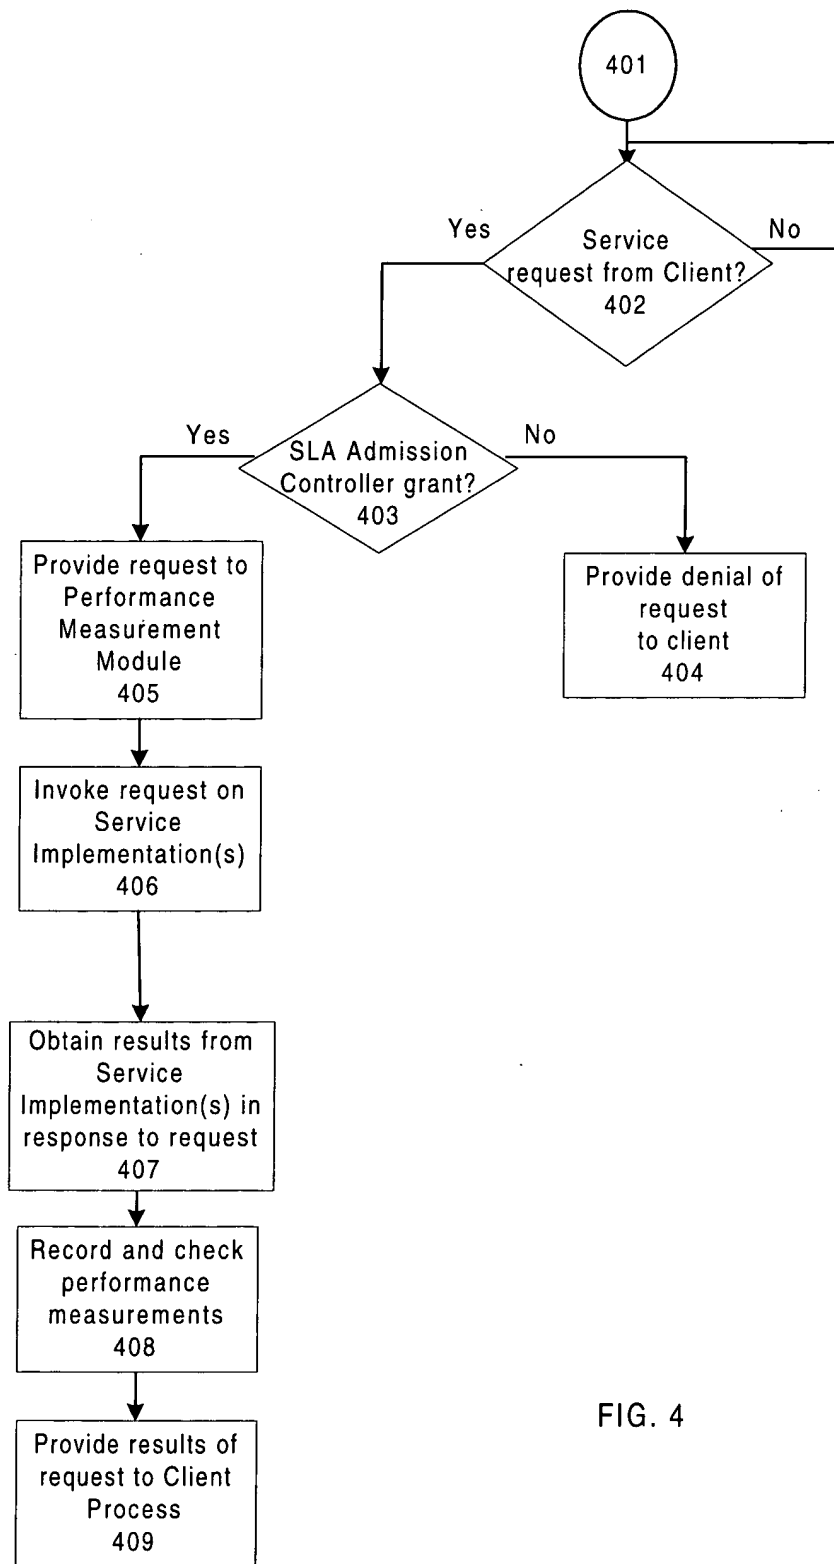 401
Yes
No
Service
request from Client?
402
Yes
No
SLA Admission
Controller grant?
403
Provide request to
Performance
Measurement
Module
405
Provide denial of
request
to client
404
Invoke request on
Service
Implementation(s)
406
Obtain results from
Service
Implementation(s) in
response to request
407
Record and check
performance
measurements
408
Provide results of
request to Client
Process
409
FIG. 4